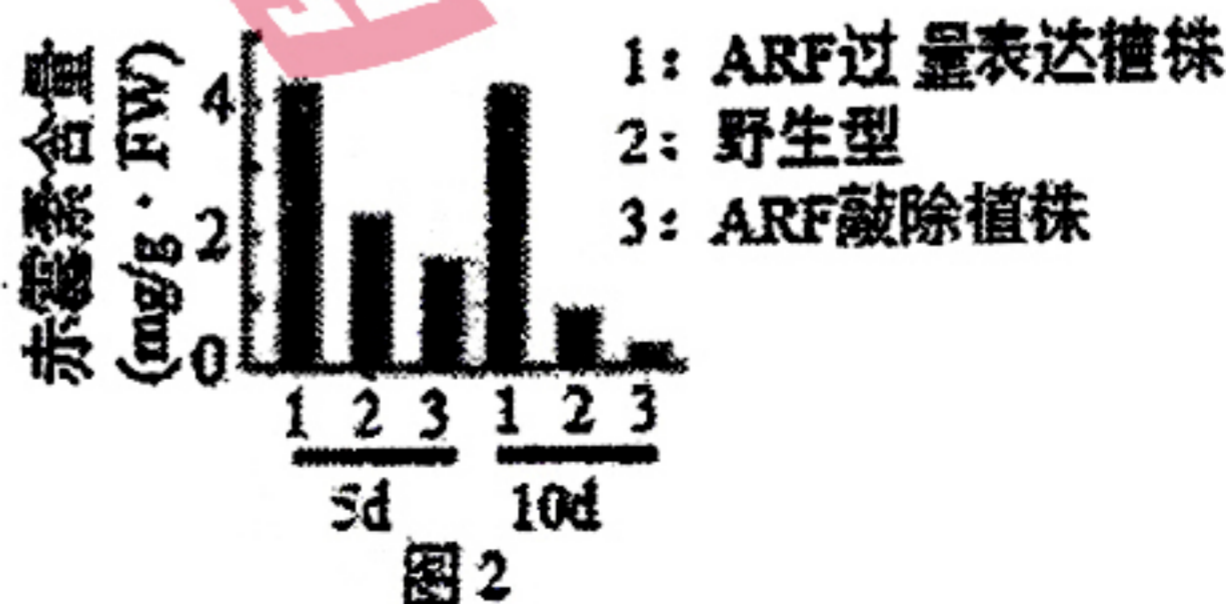 赤霉素含量
(mg/g·FW)
4
2
0
1 2 3 1 2 3
5d 10d
图2
1：ARF过量表达植株
2：野生型
3：ARF敲除植株